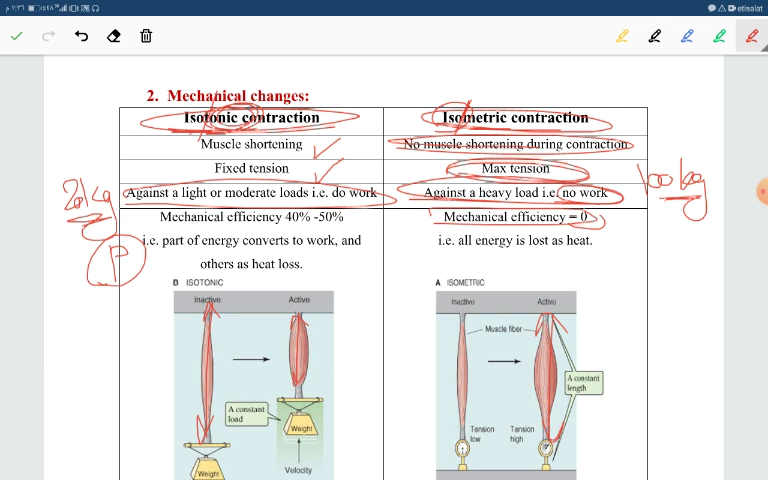 etisalat
2. Mechanical changes:
Isotonic contraction
Isometric contraction
Muscle shortening
No muscle shortening during contraction
Fixed tension
Max tension
100 kg
20kg
Against a light or moderate loads i.e. do work
Against a heavy load i.e. no work
Mechanical efficiency 40% -50%
Mechanical efficiency = 0
P
i.e. part of energy converts to work, and
i.e. all energy is lost as heat.
others as heat loss.
B ISOTONIC
A ISOMETRIC
Inactive
Active
Inactive
Active
Muscle fiber
A constant
length
A constant
load
Weight
Tension
low
Tension
high
Weight
Velocity